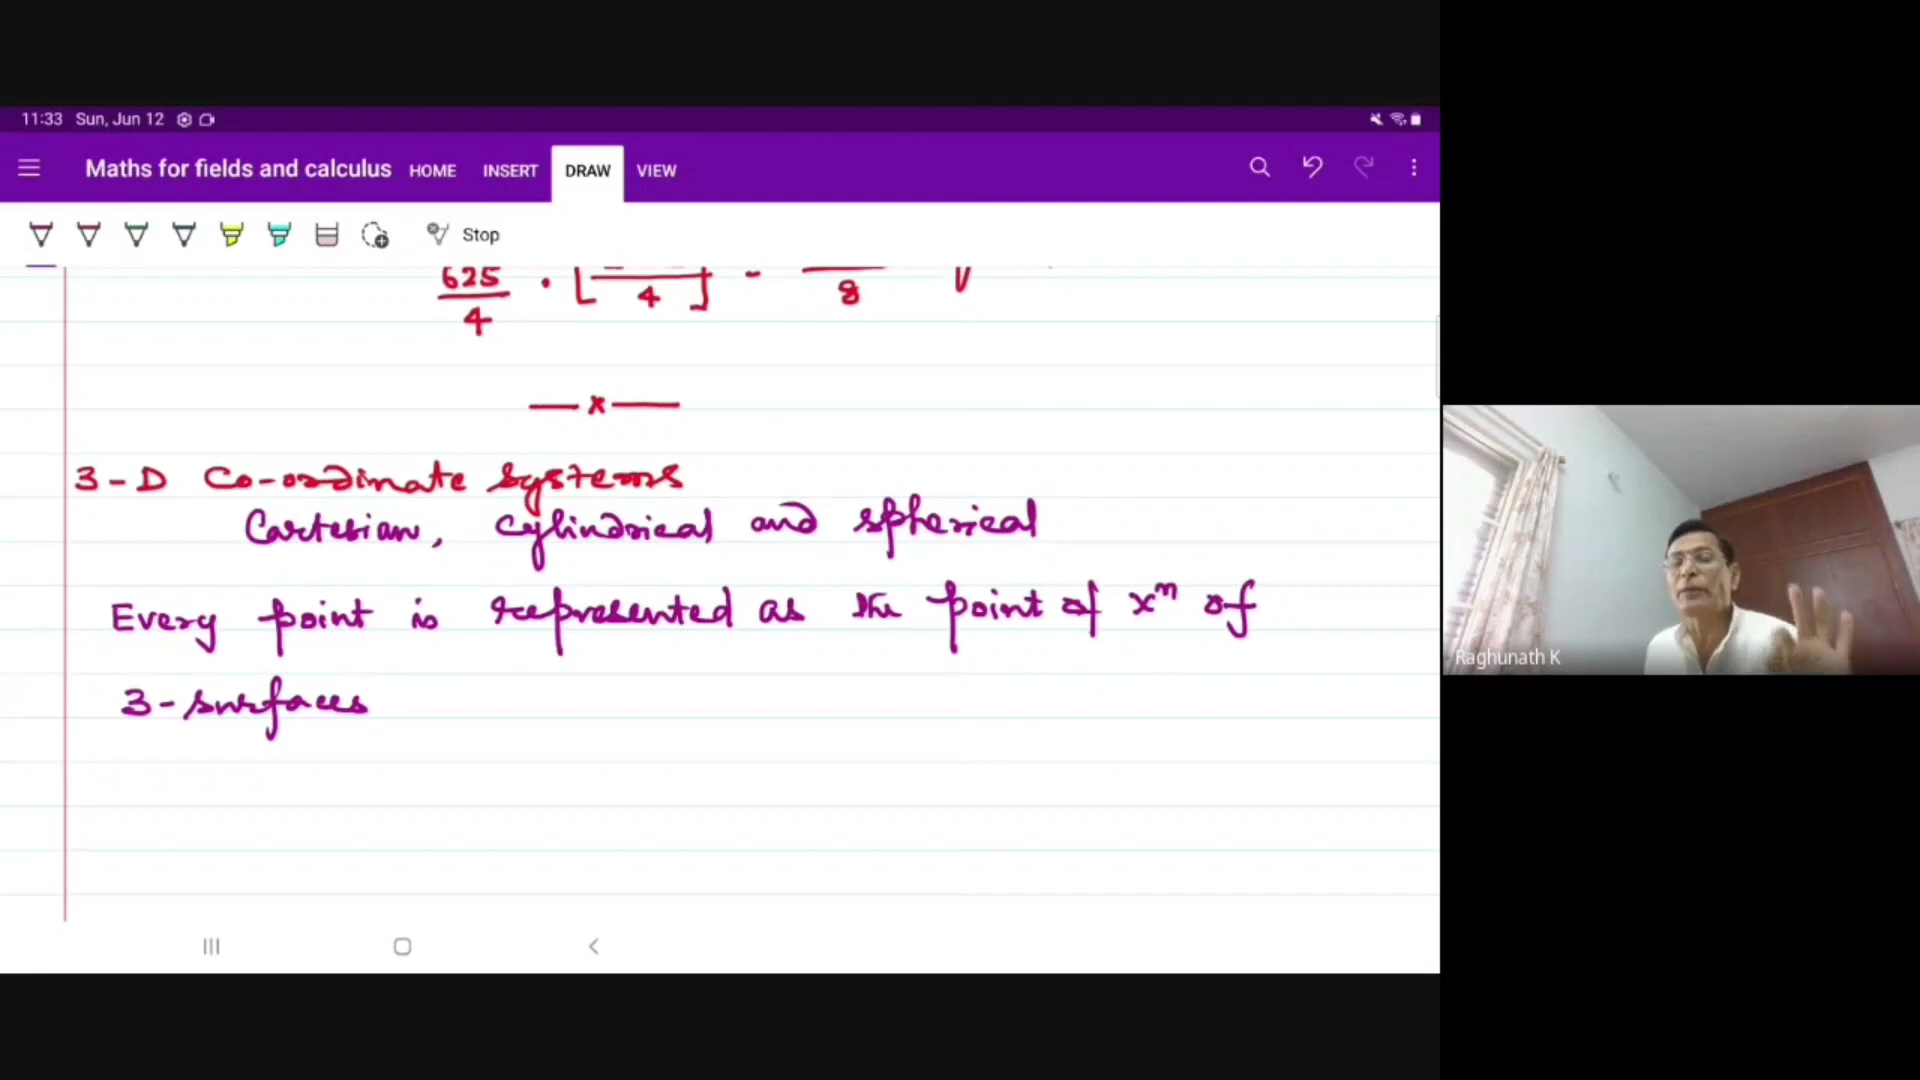 11:33 Sun, Jun 12
Maths for fields and calculus HOME INSERT DRAW VIEW
Stop
625/4 · [ /4 ] - /8
— x —
3-D Co-ordinate Systems
Cartesian, cylindrical and spherical
Every point is represented as the point of xⁿ of
3-surfaces
Raghunath K